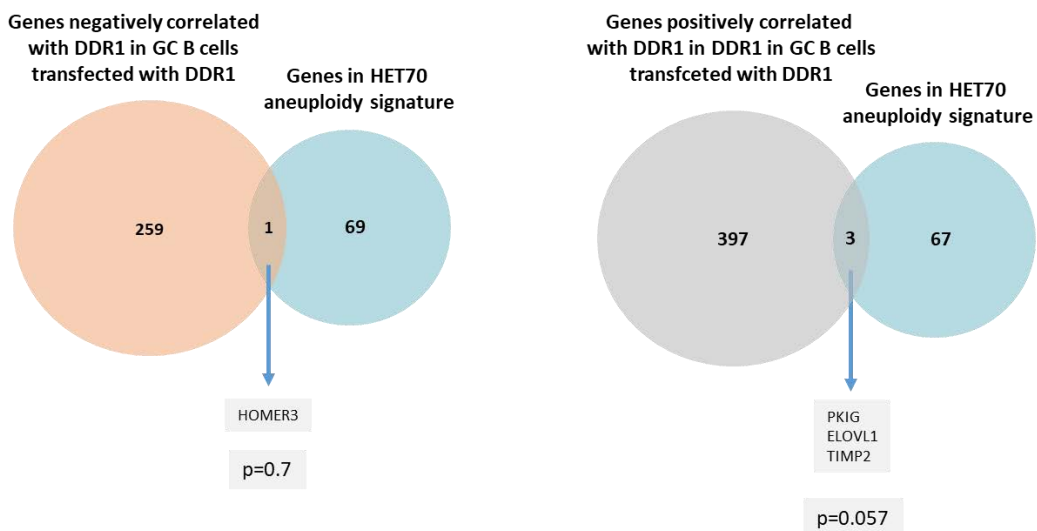 Genes negatively correlated
with DDR1 in GC B cells
transfected with DDR1
Genes in HET70
aneuploidy signature
259
1
69
HOMER3
p=0.7
Genes positively correlated
with DDR1 in DDR1 in GC B cells
transfceted with DDR1
Genes in HET70
aneuploidy signature
397
3
67
PKIG
ELOVL1
TIMP2
p=0.057